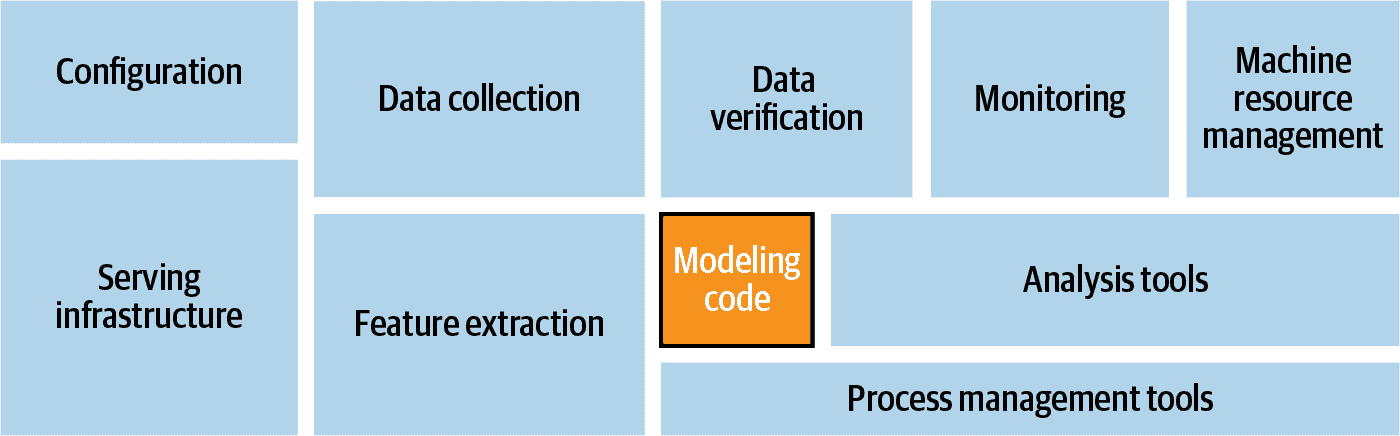 Configuration
Data collection
Data
verification
Monitoring
Machine
resource
management
Serving
infrastructure
Feature extraction
Modeling
code
Analysis tools
Process management tools